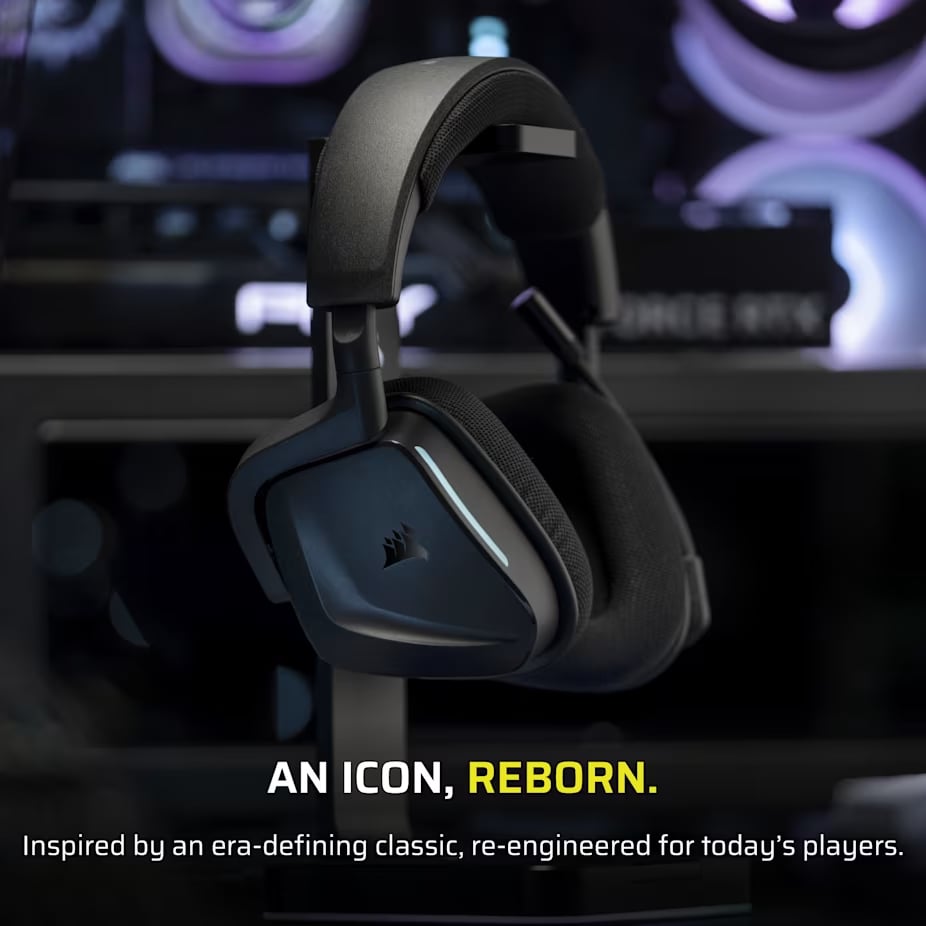 AN ICON, REBORN.
Inspired by an era-defining classic, re-engineered for today's players.